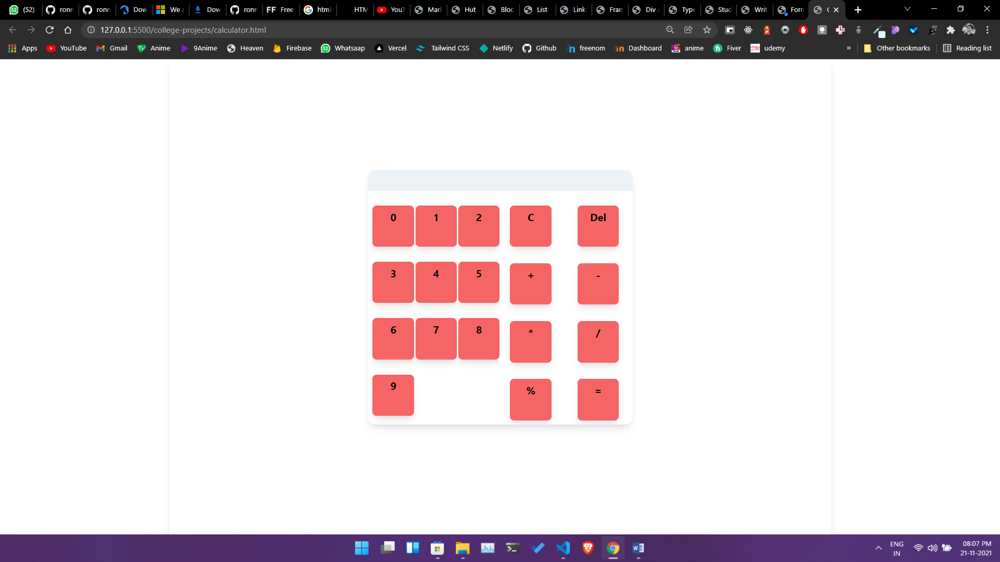 (52) ronn ronn Dow We a Dow ronn FF Free html HTM YouT Mark Hut Bloc List Link Fran Div a Type Stud Writ Forn
127.0.0.1:5500/college-projects/calculator.html
Apps YouTube Gmail Anime 9Anime Heaven Firebase 52 Whatsaap Vercel Tailwind CSS Netlify Github freenom Dashboard anime Fiver udemy » Other bookmarks Reading list
0 1 2 C Del
3 4 5 + -
6 7 8 * /
9 % =
ENG
IN
08:07 PM
21-11-2021